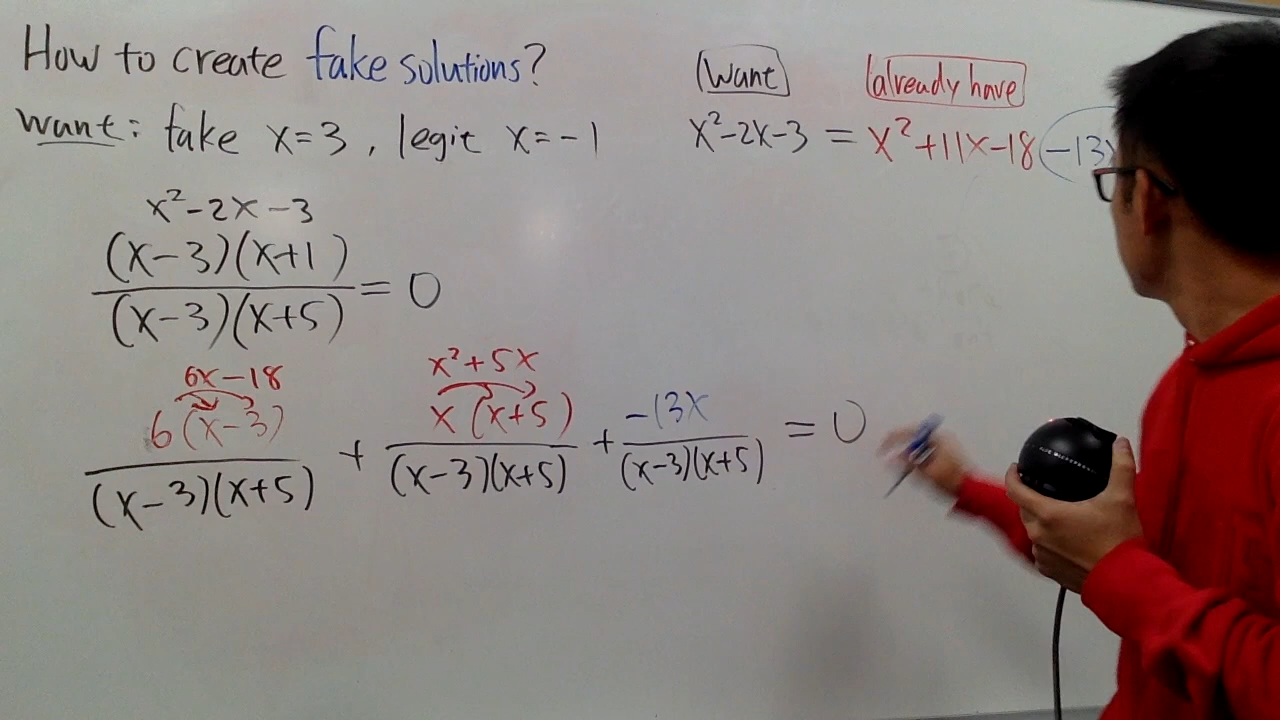 How to create fake solutions?
want: fake x=3, legit x=-1
want
already have
x²-2x-3 = x²+11x-18 -13x
x²-2x-3
(x-3)(x+1)
(x-3)(x+5)
= 0
6x-18
x²+5x
6(x-3)
x(x+5)
-13x
+ + = 0
(x-3)(x+5)
(x-3)(x+5)
(x-3)(x+5)